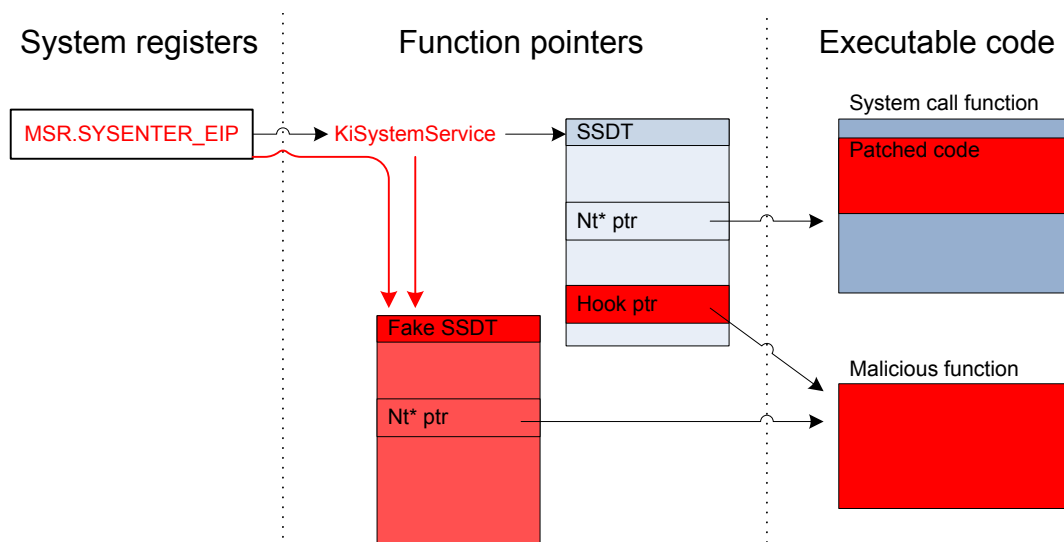 System registers
Function pointers
Executable code
MSR.SYSENTER_EIP
KiSystemService
SSDT
Nt* ptr
Hook ptr
Fake SSDT
Nt* ptr
System call function
Patched code
Malicious function